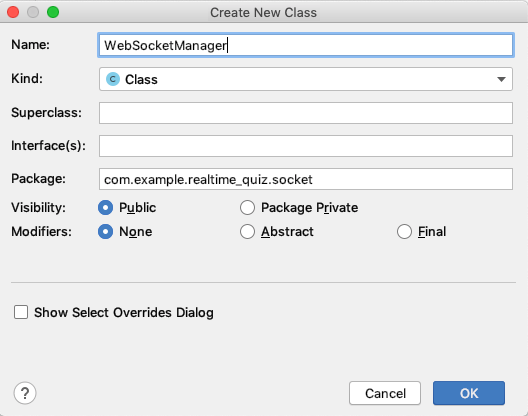 Create New Class
Name: WebSocketManager
Kind: C Class
Superclass:
Interface(s):
Package: com.example.realtime_quiz.socket
Visibility: Public Package Private
Modifiers: None Abstract Final
Show Select Overrides Dialog
? Cancel OK